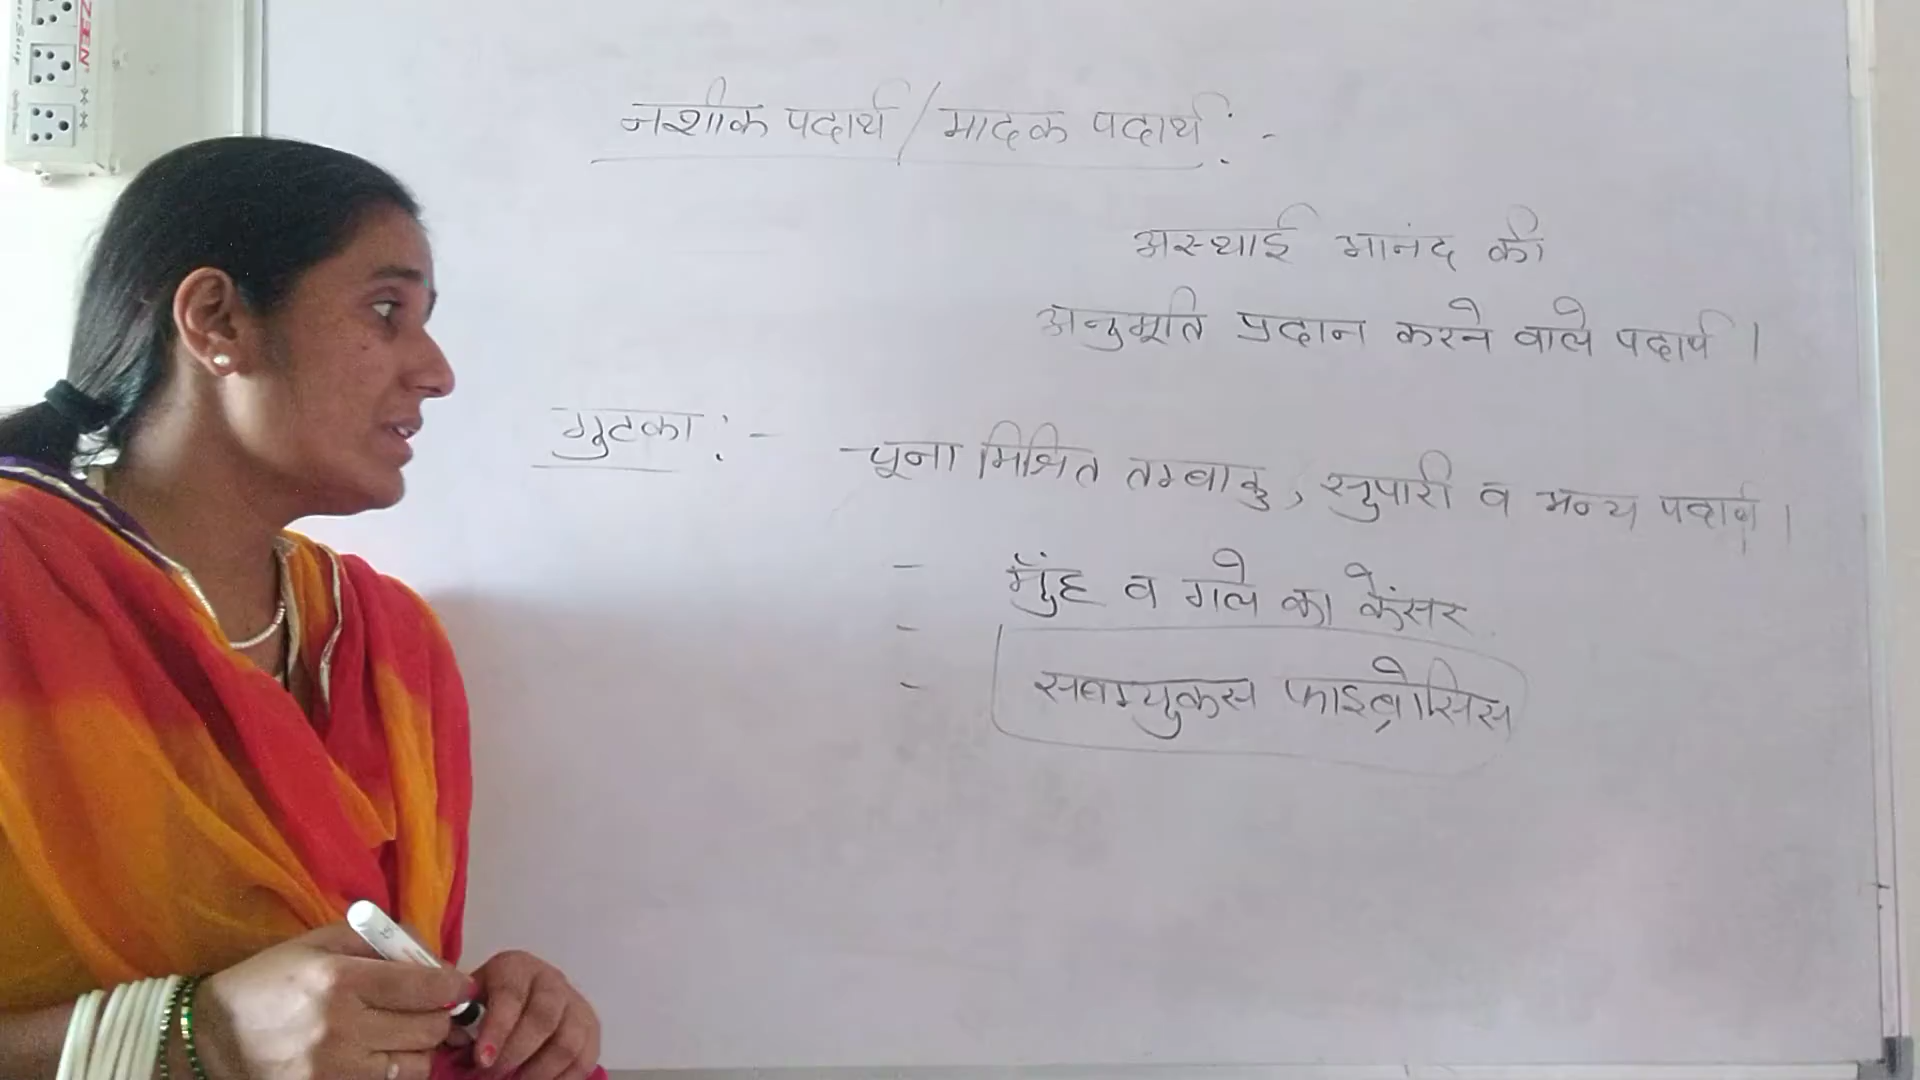 ZEEN
नशीक पदार्थ / मादक पदार्थ : -
अस्थाई आनंद की
अनुभूति प्रदान करने वाले पदार्थ ।
गुटका : - - चूना मिश्रित तम्बाकु, सुपारी व अन्य पदार्थ ।
- मुँह व गले का केंसर
-
- सबम्युकस फाइब्रोसिस